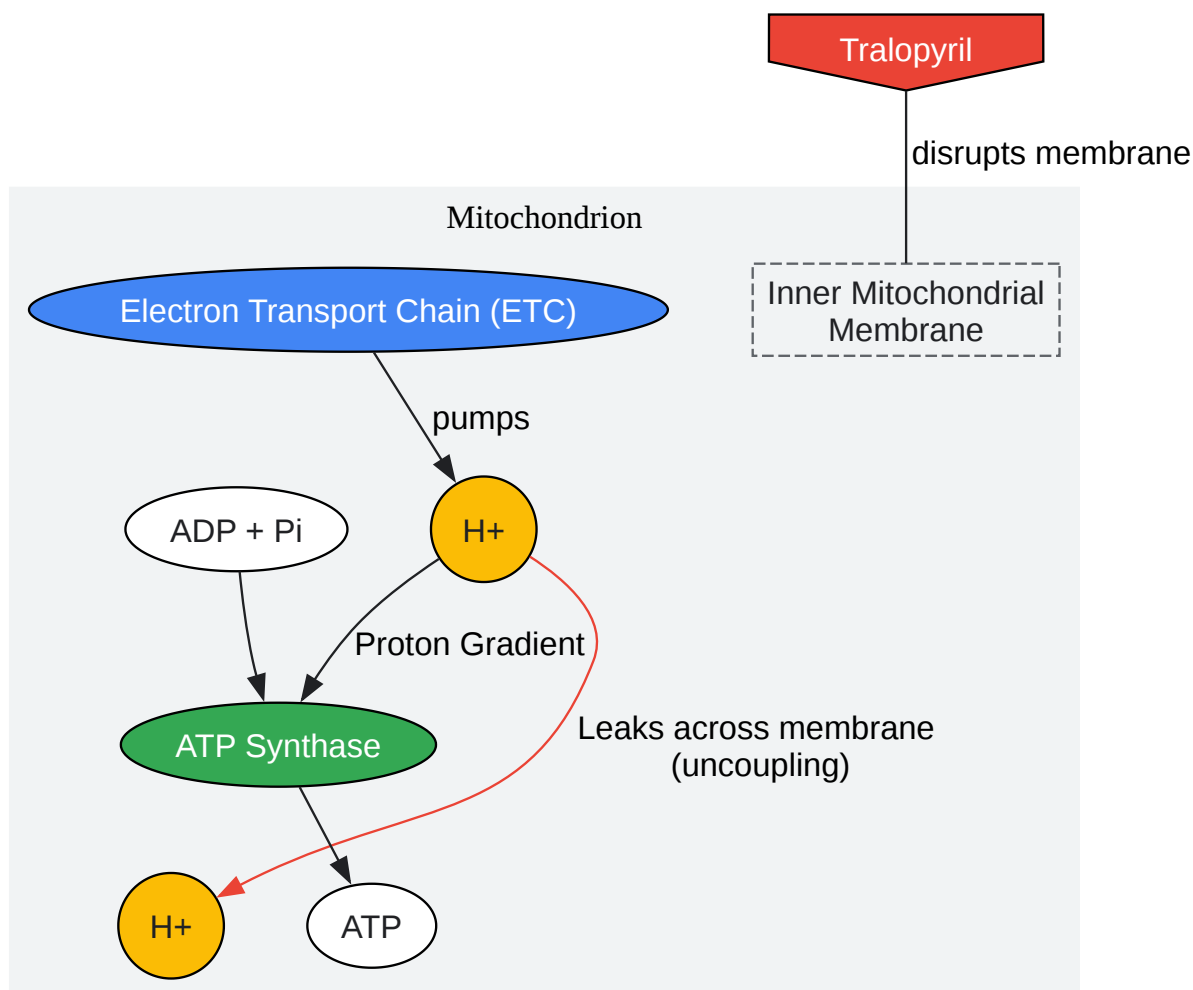 Tralopyril
disrupts membrane
Mitochondrion
Electron Transport Chain (ETC)
Inner Mitochondrial
Membrane
pumps
ADP + Pi
H+
Proton Gradient
Leaks across membrane
(uncoupling)
ATP Synthase
H+
ATP